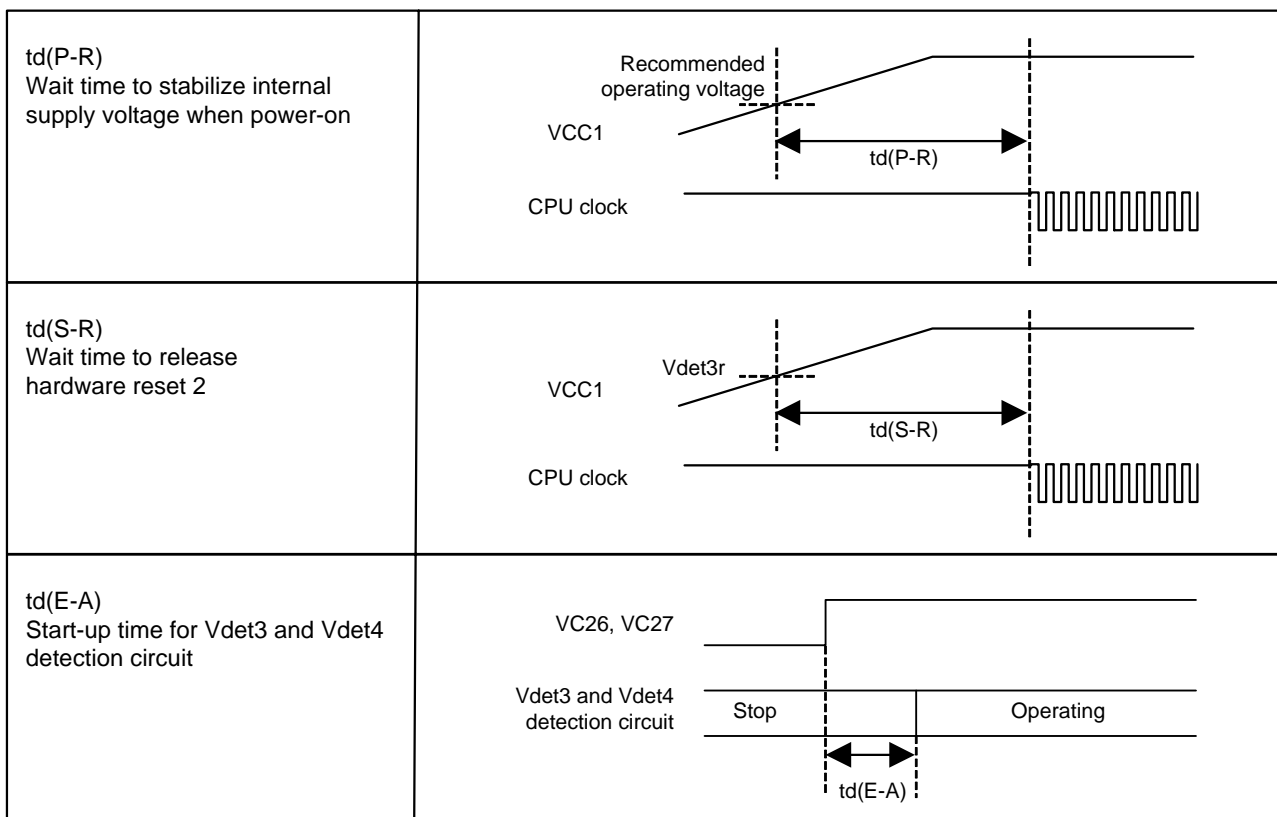 td(P-R)
Wait time to stabilize internal
supply voltage when power-on
Recommended
operating voltage
VCC1
td(P-R)
CPU clock
td(S-R)
Wait time to release
hardware reset 2
Vdet3r
VCC1
td(S-R)
CPU clock
td(E-A)
Start-up time for Vdet3 and Vdet4
detection circuit
VC26, VC27
Vdet3 and Vdet4
detection circuit
Stop
Operating
td(E-A)